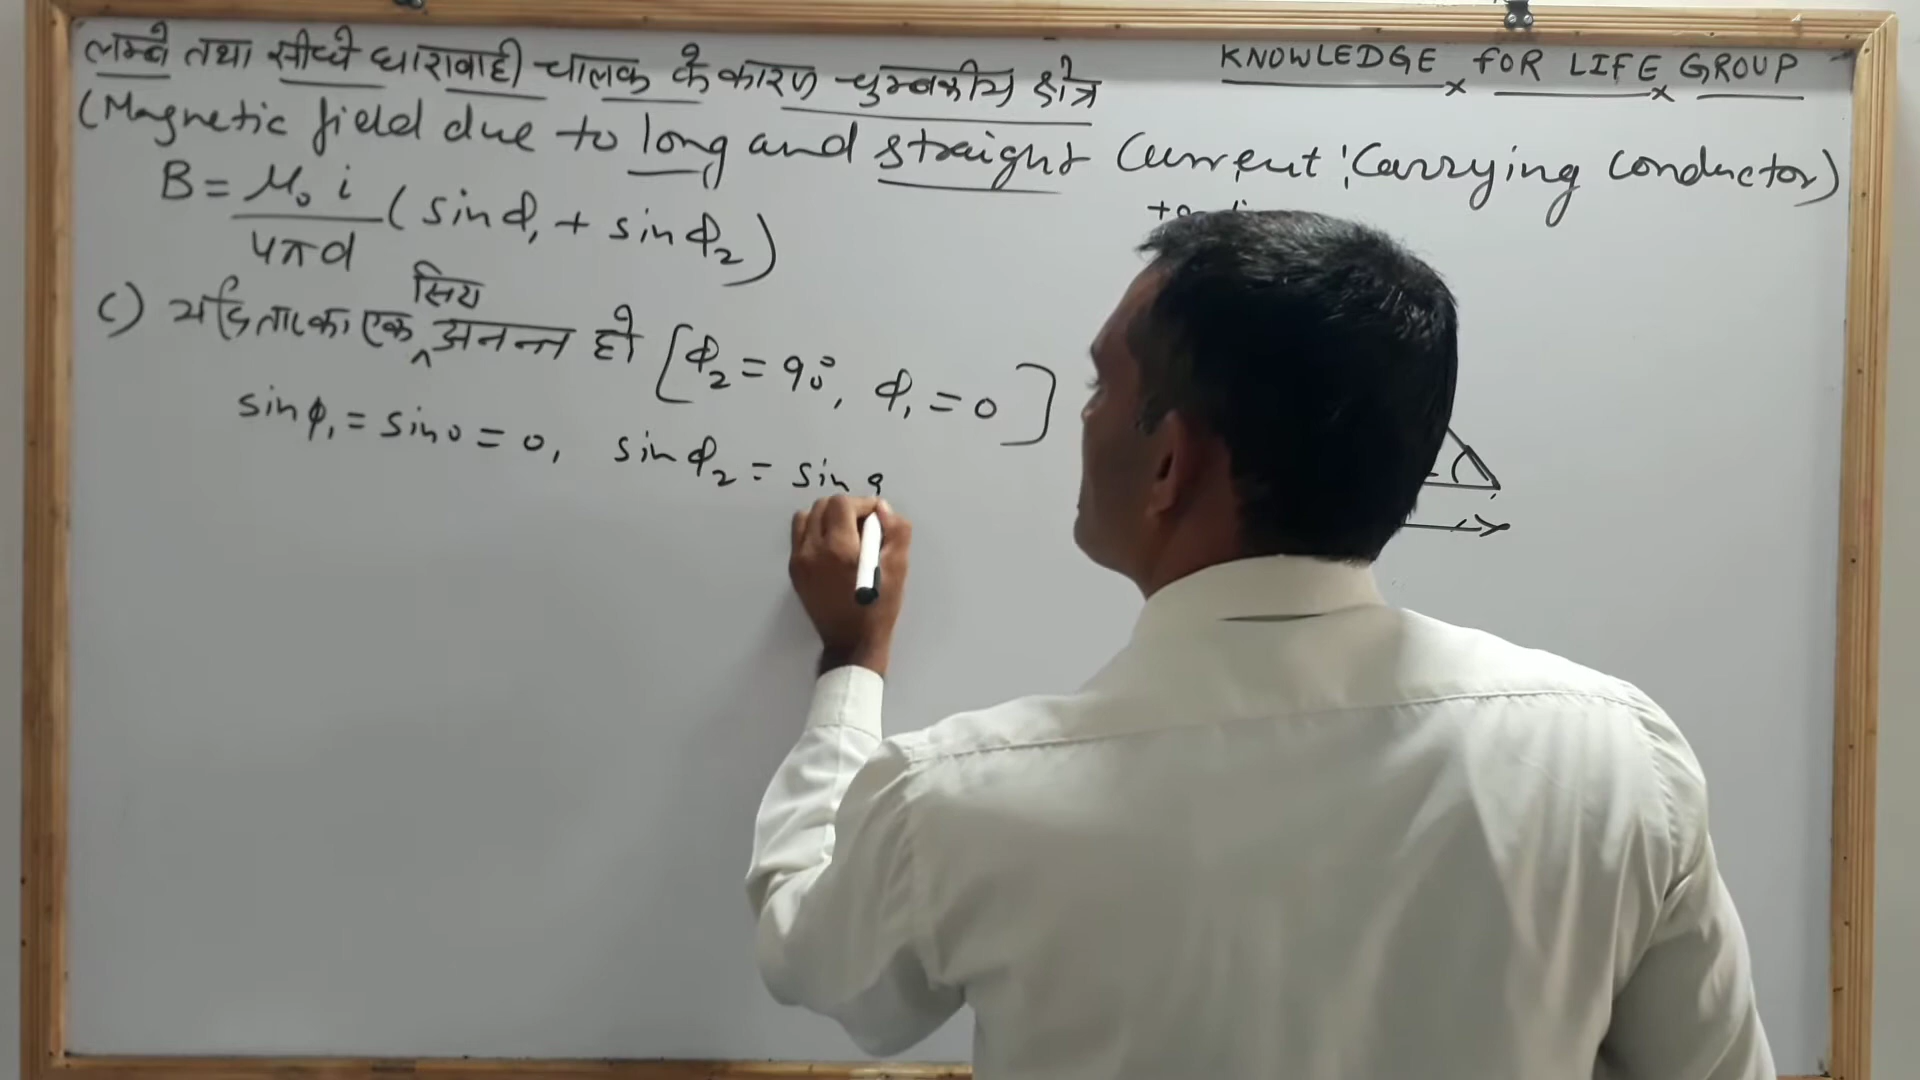 लम्बे तथा सीधे धारावाही चालक के कारण चुम्बकीय क्षेत्र
KNOWLEDGE FOR LIFE GROUP
(Magnetic field due to long and straight Current Carrying conductor)
B = μ₀ i / 4πd (sin φ₁ + sin φ₂)
c) यदि तार का एक सिरा अनन्त हो [φ₂ = 90°, φ₁ = 0]
sin φ₁ = sin 0 = 0, sin φ₂ = sin 9